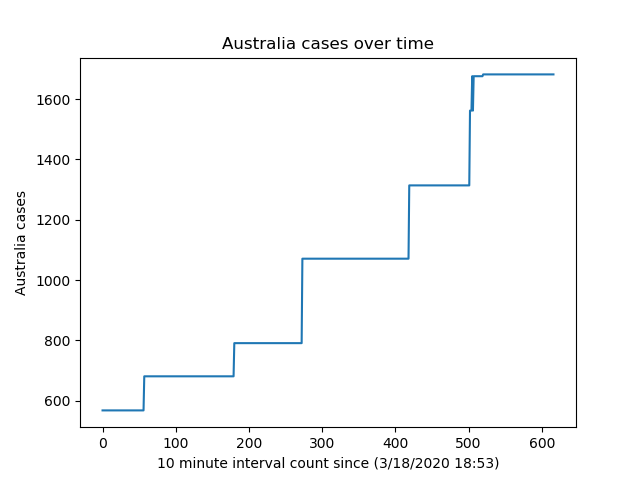 Australia cases over time
1600
1400
1200
1000
800
600
Australia cases
0 100 200 300 400 500 600
10 minute interval count since (3/18/2020 18:53)